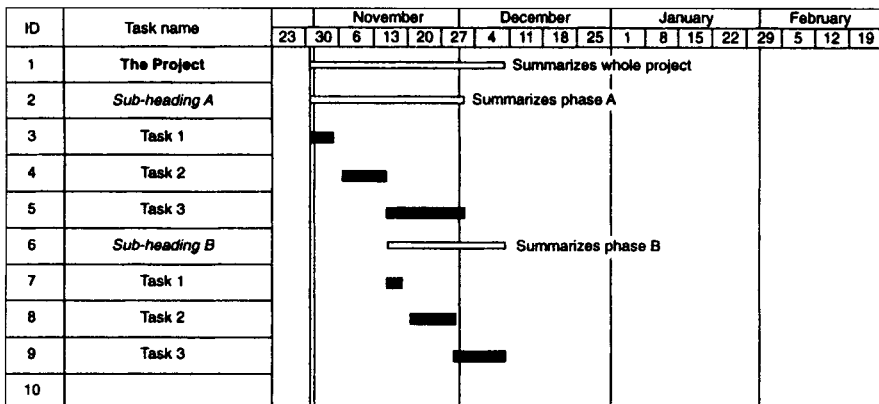 ID Task name November December January February
23 30 6 13 20 27 4 11 18 25 1 8 15 22 29 5 12 19
1 The Project Summarizes whole project
2 Sub-heading A Summarizes phase A
3 Task 1
4 Task 2
5 Task 3
6 Sub-heading B Summarizes phase B
7 Task 1
8 Task 2
9 Task 3
10